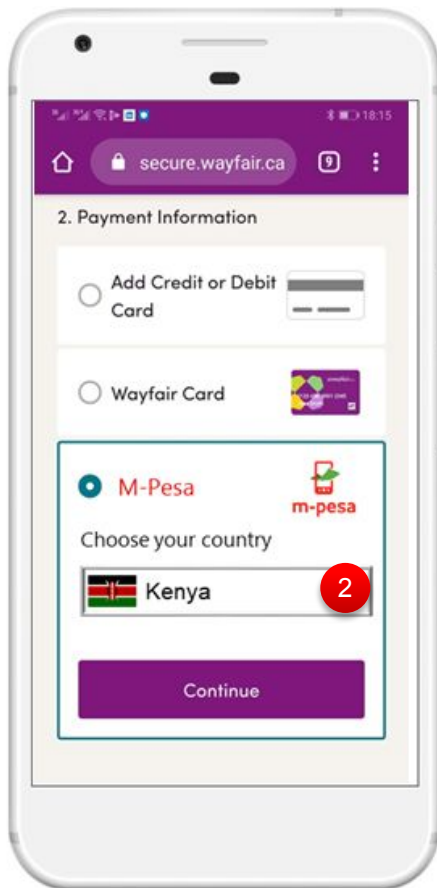 18:15
secure.wayfair.ca
9
2. Payment Information
Add Credit or Debit
Card
Wayfair Card
M-Pesa
m-pesa
Choose your country
Kenya
2
Continue